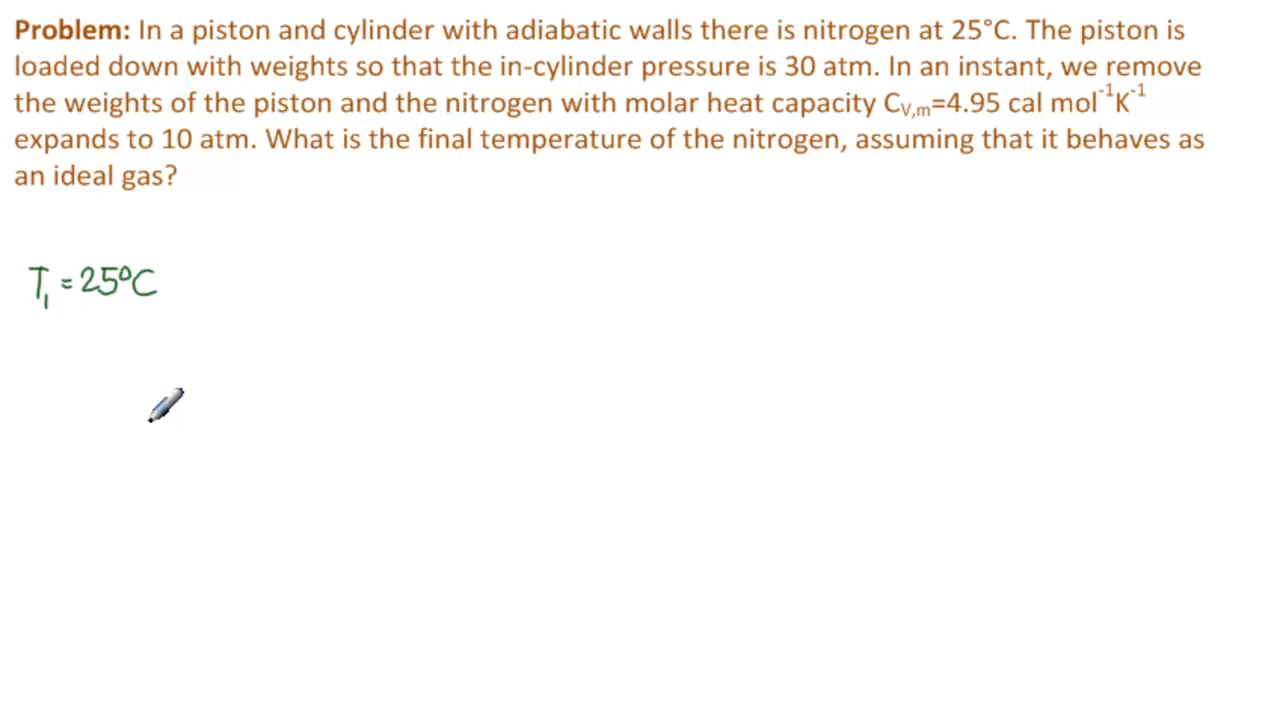 Problem: In a piston and cylinder with adiabatic walls there is nitrogen at 25°C. The piston is
loaded down with weights so that the in-cylinder pressure is 30 atm. In an instant, we remove
the weights of the piston and the nitrogen with molar heat capacity Cᵥ,ₘ=4.95 cal mol⁻¹K⁻¹
expands to 10 atm. What is the final temperature of the nitrogen, assuming that it behaves as
an ideal gas?
T₁ = 25°C